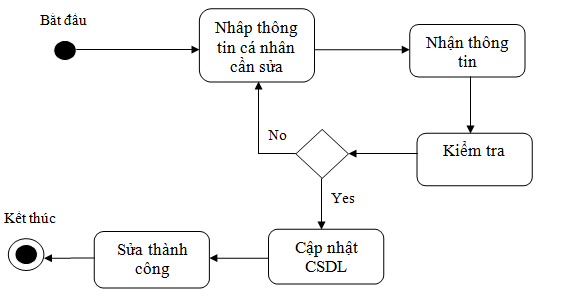 Bắt đầu
Nhâp thông
tin cá nhân
cần sửa
Nhận thông
tin
No
Kiểm tra
Yes
Kết thúc
Sửa thành
công
Cập nhật
CSDL